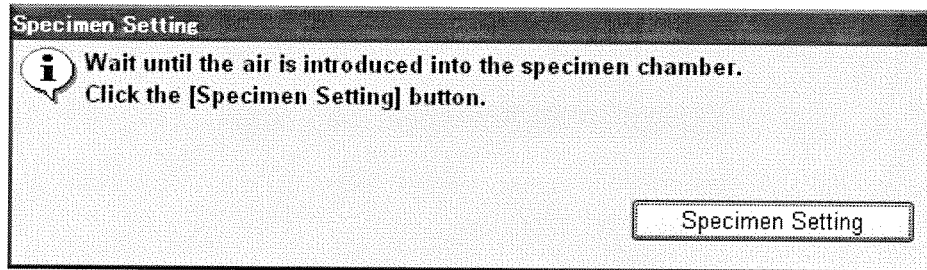 Specimen Setting
Wait until the air is introduced into the specimen chamber.
Click the [Specimen Setting] button.
Specimen Setting